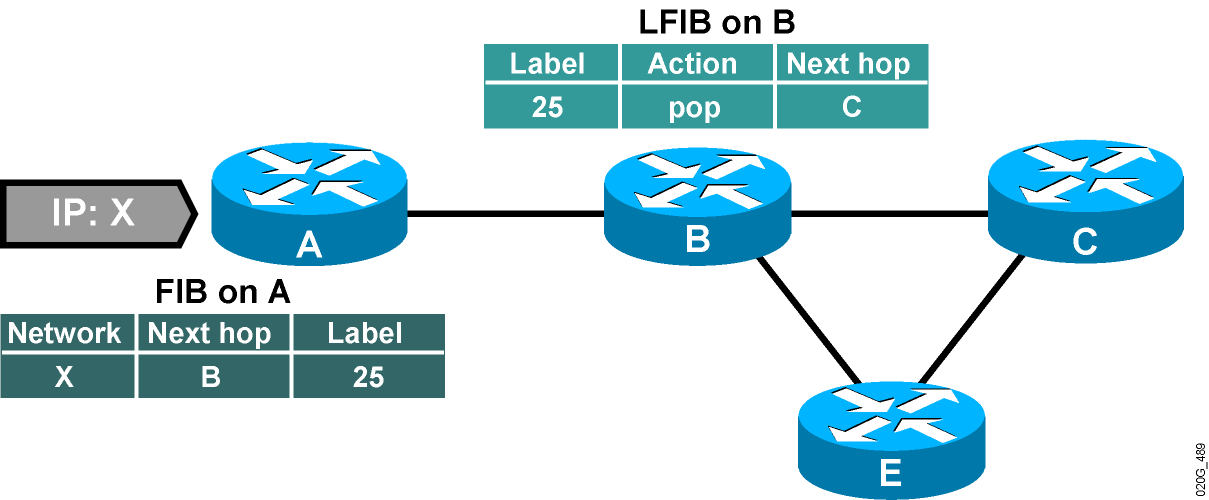 LFIB on B
Label Action Next hop
25 pop C
IP: X
A
B
C
FIB on A
Network Next hop Label
X B 25
E
020G_489